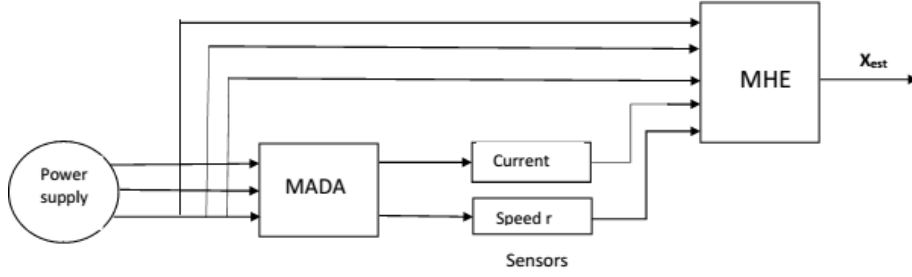 Power
supply
MADA
Current
Speed r
Sensors
MHE
Xest